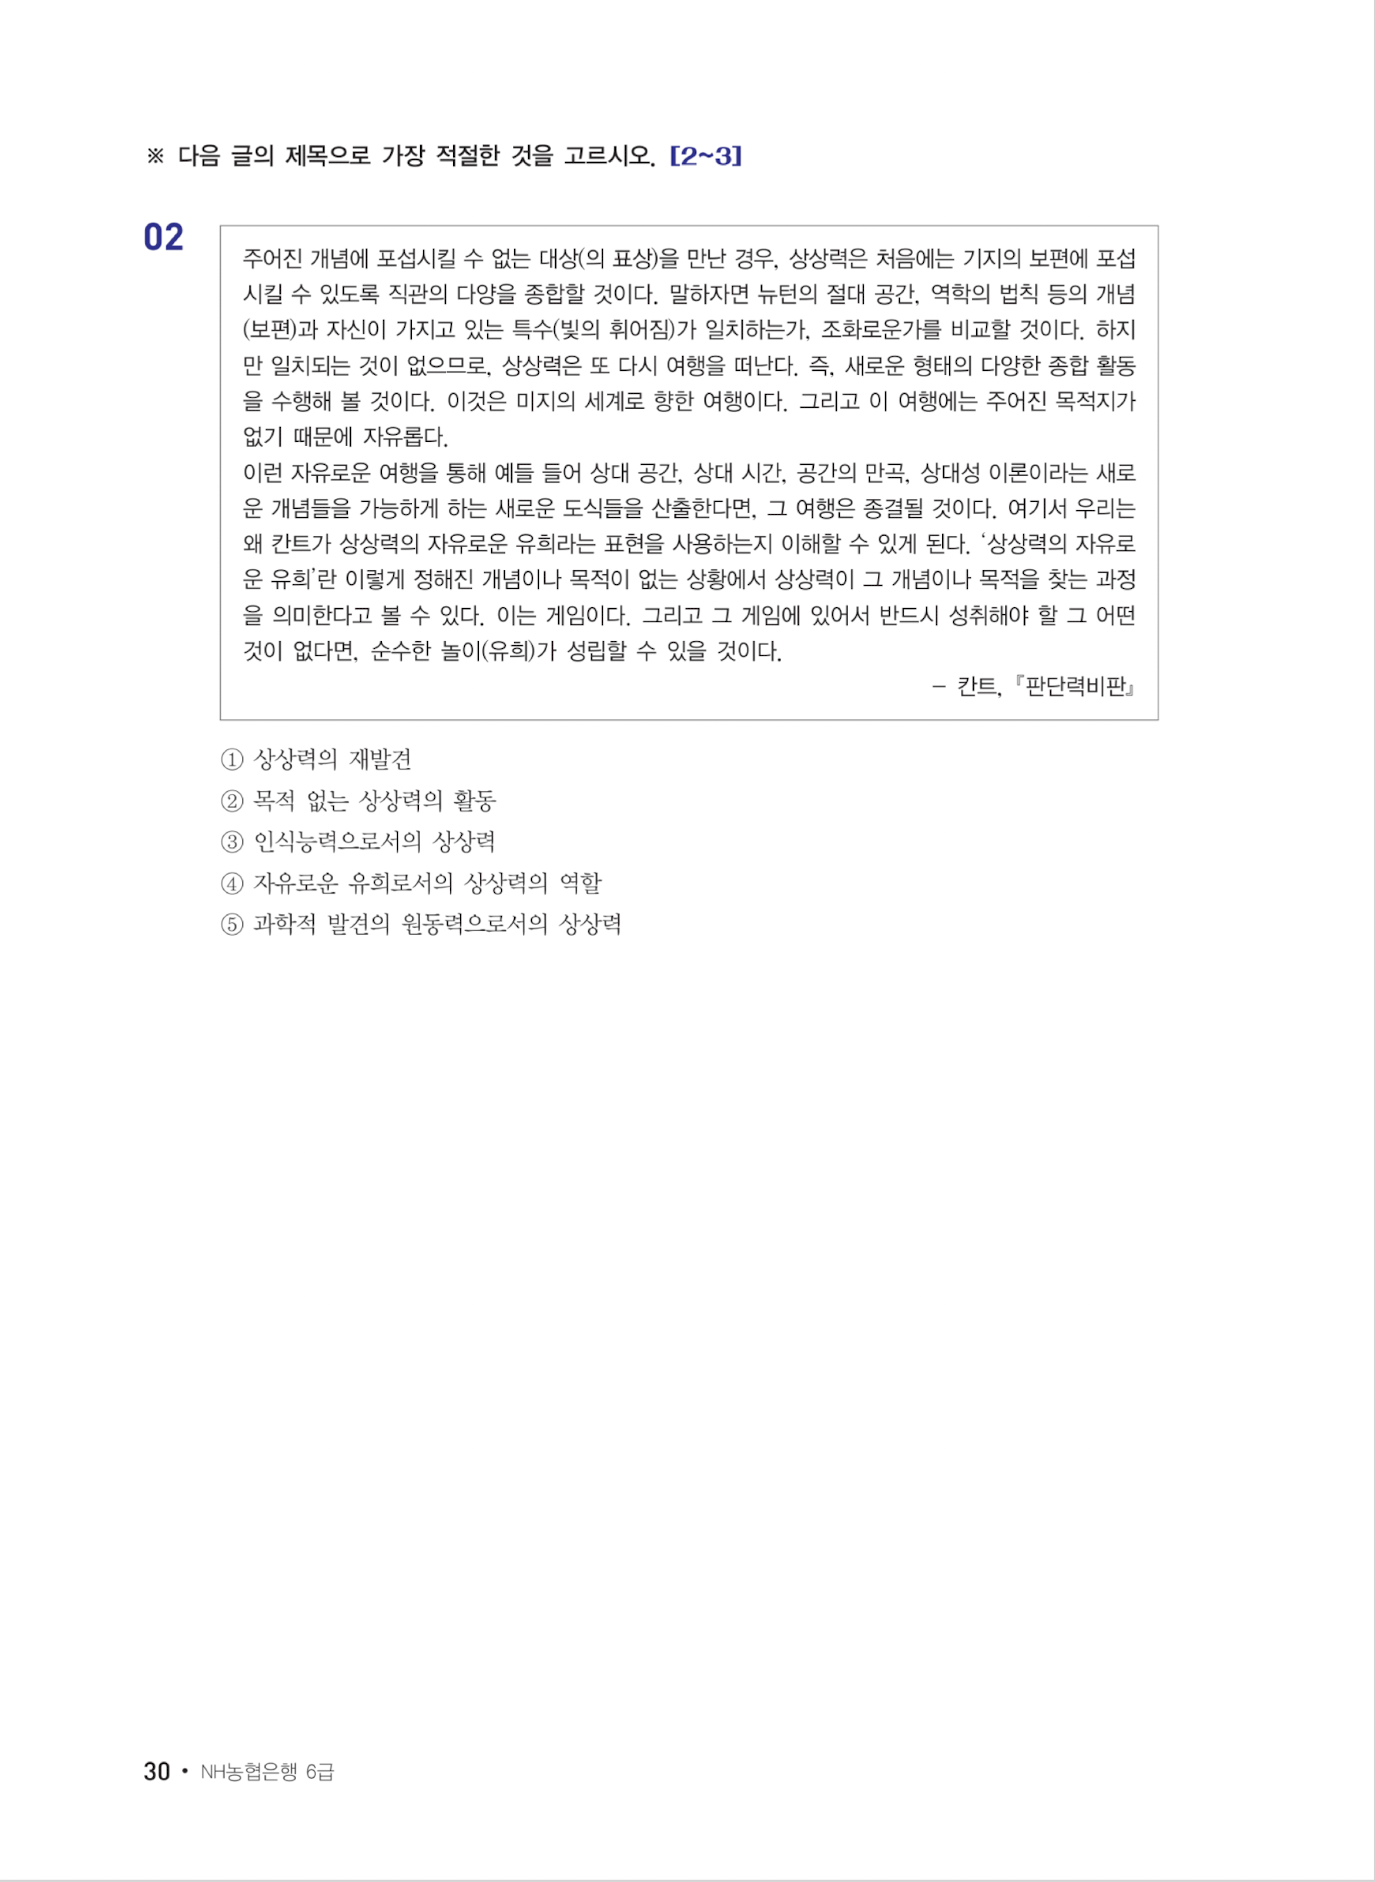 ※ 다음 글의 제목으로 가장 적절한 것을 고르시오. [2~3]
02
주어진 개념에 포섭시킬 수 없는 대상(의 표상)을 만난 경우, 상상력은 처음에는 기지의 보편에 포섭
시킬 수 있도록 직관의 다양을 종합할 것이다. 말하자면 뉴턴의 절대 공간, 역학의 법칙 등의 개념
(보편)과 자신이 가지고 있는 특수(빛의 휘어짐)가 일치하는가, 조화로운가를 비교할 것이다. 하지
만 일치되는 것이 없으므로, 상상력은 또 다시 여행을 떠난다. 즉, 새로운 형태의 다양한 종합 활동
을 수행해 볼 것이다. 이것은 미지의 세계로 향한 여행이다. 그리고 이 여행에는 주어진 목적지가
없기 때문에 자유롭다.
이런 자유로운 여행을 통해 예들 들어 상대 공간, 상대 시간, 공간의 만곡, 상대성 이론이라는 새로
운 개념들을 가능하게 하는 새로운 도식들을 산출한다면, 그 여행은 종결될 것이다. 여기서 우리는
왜 칸트가 상상력의 자유로운 유희라는 표현을 사용하는지 이해할 수 있게 된다. ‘상상력의 자유로
운 유희’란 이렇게 정해진 개념이나 목적이 없는 상황에서 상상력이 그 개념이나 목적을 찾는 과정
을 의미한다고 볼 수 있다. 이는 게임이다. 그리고 그 게임에 있어서 반드시 성취해야 할 그 어떤
것이 없다면, 순수한 놀이(유희)가 성립할 수 있을 것이다.
– 칸트, 『판단력비판』
① 상상력의 재발견
② 목적 없는 상상력의 활동
③ 인식능력으로서의 상상력
④ 자유로운 유희로서의 상상력의 역할
⑤ 과학적 발견의 원동력으로서의 상상력
30 • NH농협은행 6급